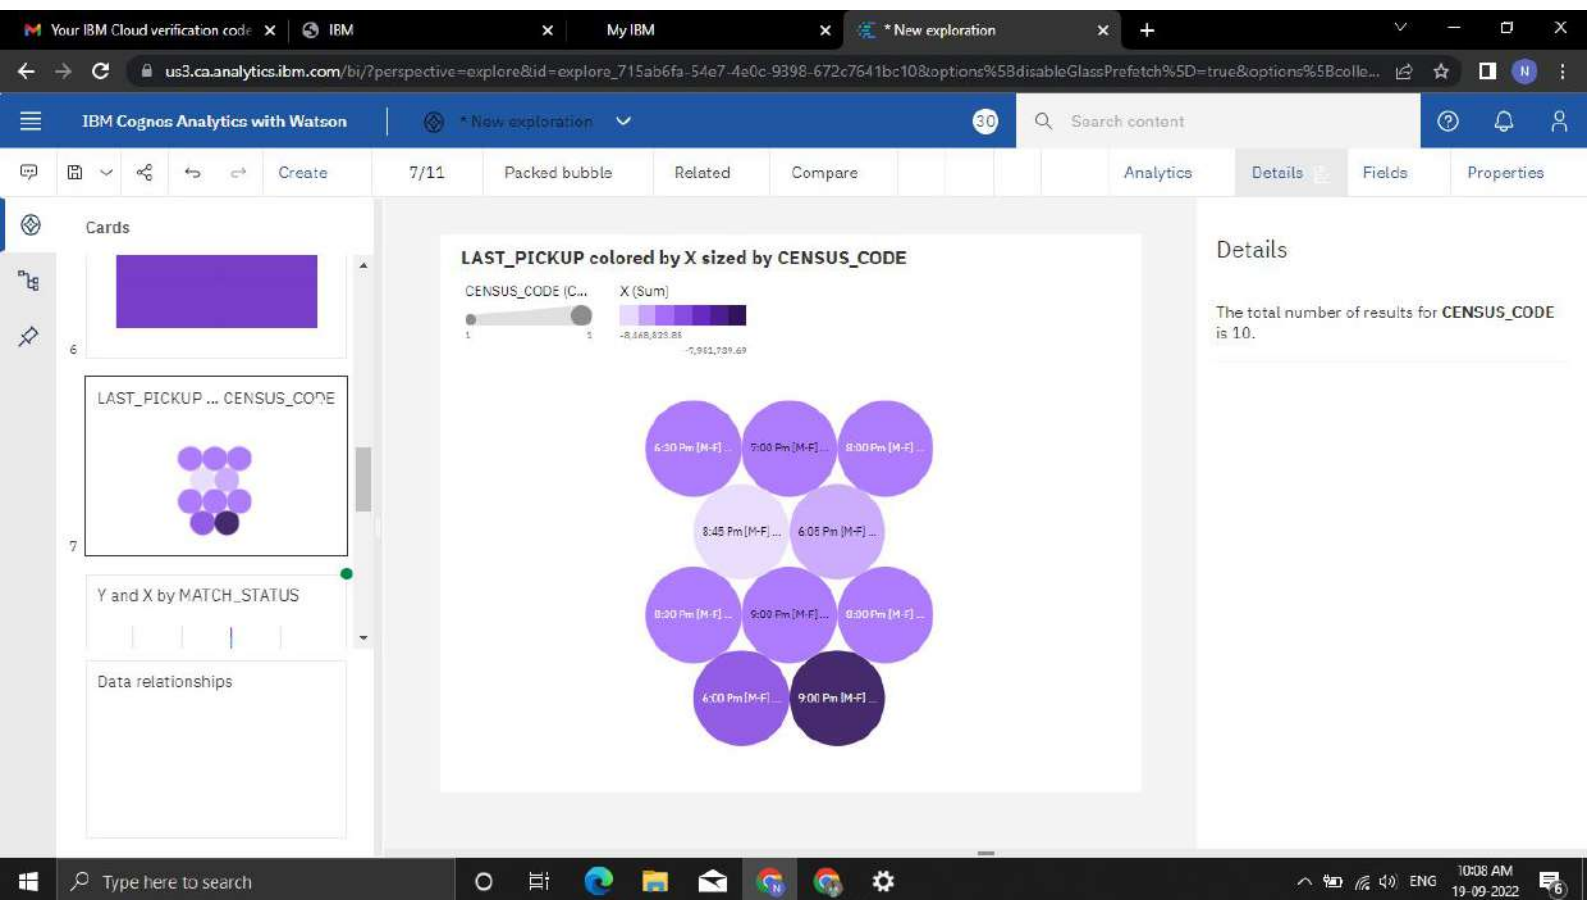 Your IBM Cloud verification code
IBM
My IBM
* New exploration
us3.ca.analytics.ibm.com/bi/?perspective=explore&id=explore_715ab6fa-54e7-4e0c-9398-672c7641bc10&options%5BdisableGlassPrefetch%5D=true&options%5Bcolle...
N
IBM Cognos Analytics with Watson
* New exploration
30
Search content
Create
7/11
Packed bubble
Related
Compare
Analytics
Details
Fields
Properties
Cards
6
LAST_PICKUP ... CENSUS_CODE
7
Y and X by MATCH_STATUS
Data relationships
LAST_PICKUP colored by X sized by CENSUS_CODE
CENSUS_CODE (C...
X (Sum)
1
-7,981,739.69
6:30 Pm [M-F] ...
7:00 Pm [M-F] ...
8:00 Pm [M-F] ...
8:45 Pm [M-F] ...
6:05 Pm [M-F] ...
9:00 Pm [M-F] ...
6:00 Pm [M-F] ...
9:00 Pm [M-F] ...
Details
The total number of results for CENSUS_CODE
is 10.
Type here to search
ENG
10:08 AM
19-09-2022
6